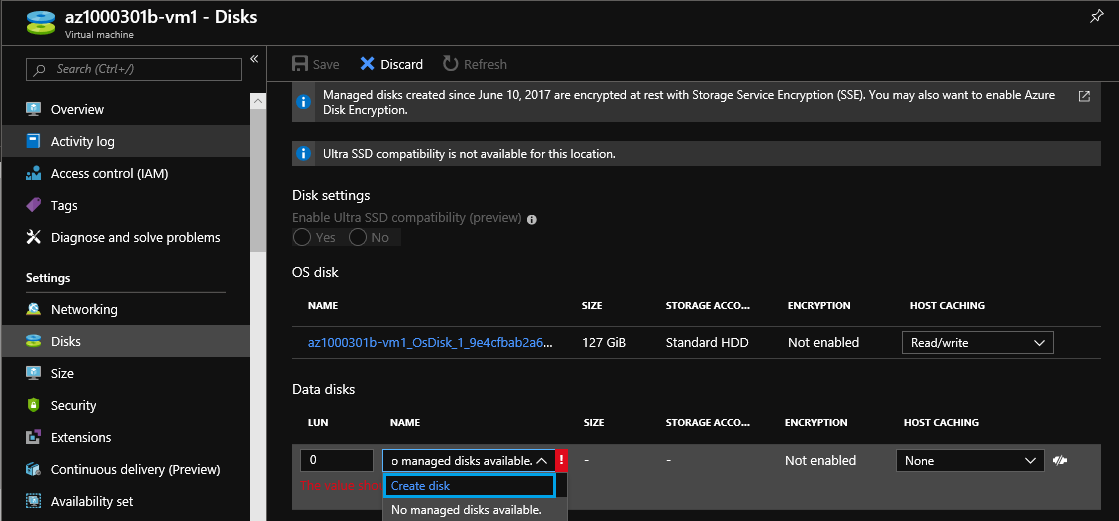 az1000301b-vm1 - Disks
Virtual machine
Search (Ctrl+/)
«
Save
Discard
Refresh
Overview
Activity log
Access control (IAM)
Tags
Diagnose and solve problems
Settings
Networking
Disks
Size
Security
Extensions
Continuous delivery (Preview)
Availability set
Managed disks created since June 10, 2017 are encrypted at rest with Storage Service Encryption (SSE). You may also want to enable Azure
Disk Encryption.
Ultra SSD compatibility is not available for this location.
Disk settings
Enable Ultra SSD compatibility (preview)
Yes No
OS disk
NAME SIZE STORAGE ACCO... ENCRYPTION HOST CACHING
az1000301b-vm1_OsDisk_1_9e4cfbab2a6... 127 GiB Standard HDD Not enabled Read/write
Data disks
LUN NAME SIZE STORAGE ACCO... ENCRYPTION HOST CACHING
0 o managed disks available. ! - - Not enabled None
The value
Create disk
No managed disks available.